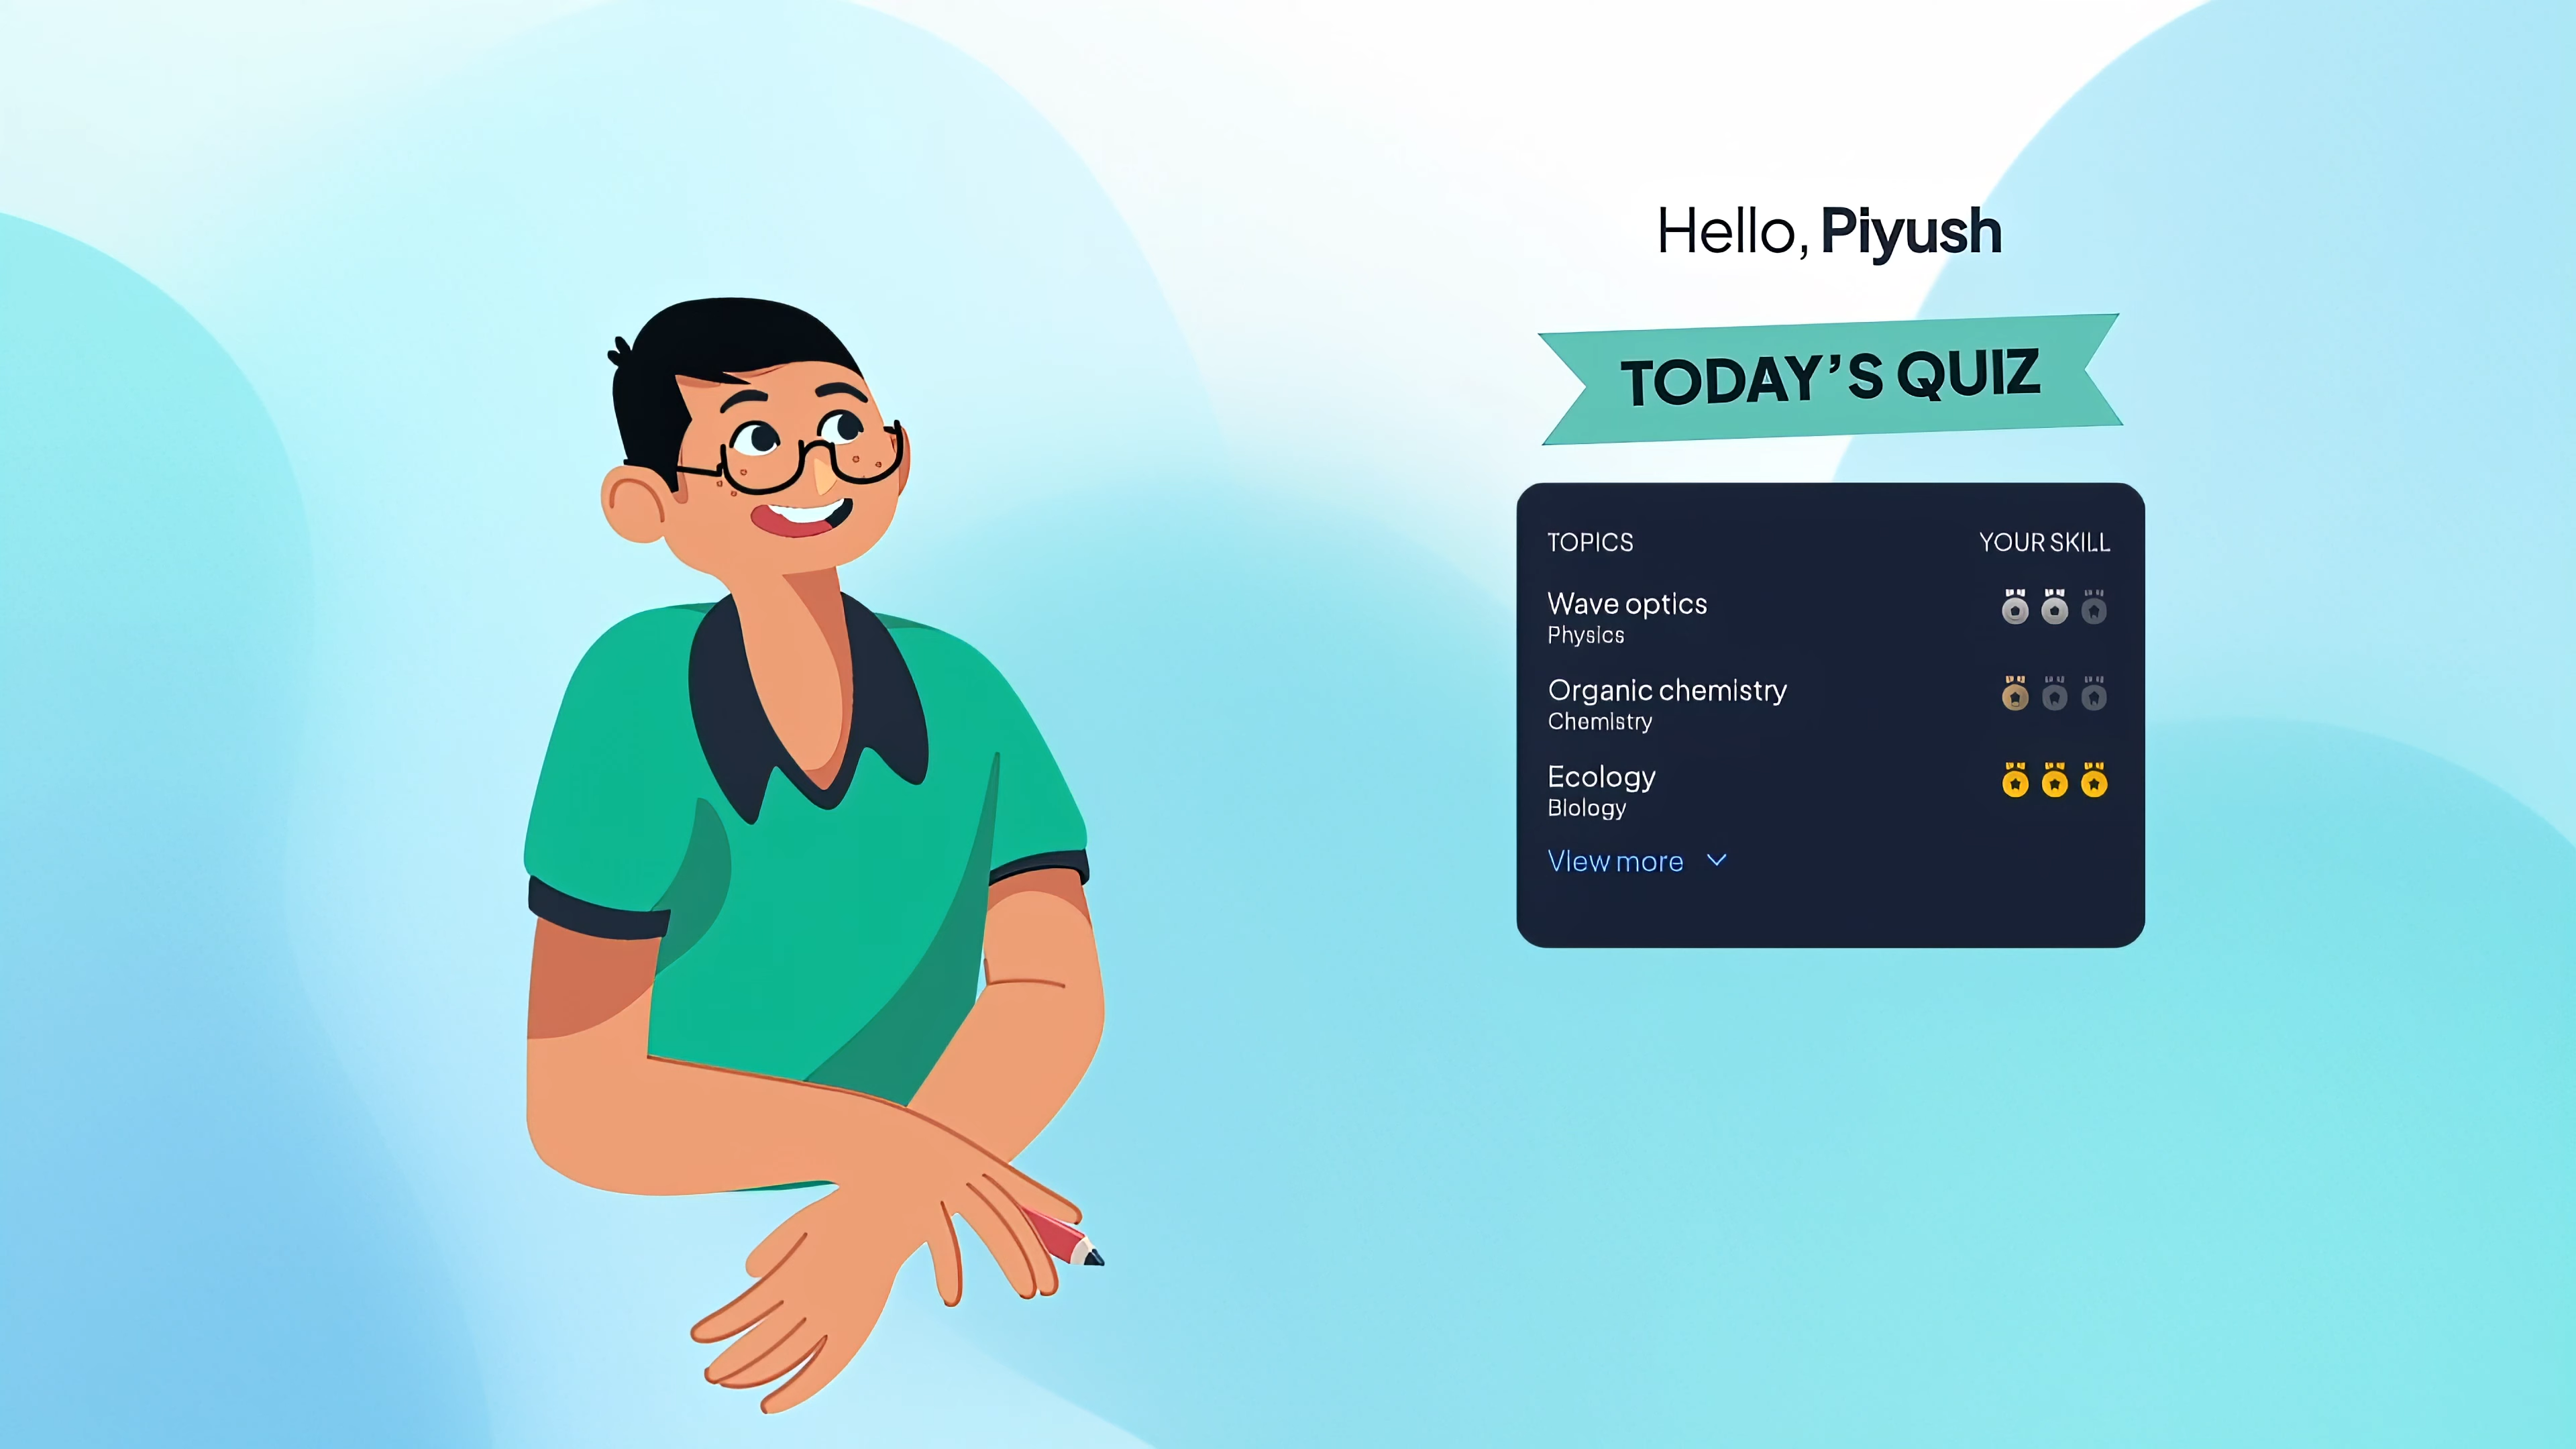 Hello, Piyush
TODAY'S QUIZ
TOPICS YOUR SKILL
Wave optics
Physics
Organic chemistry
Chemistry
Ecology
Biology
View more